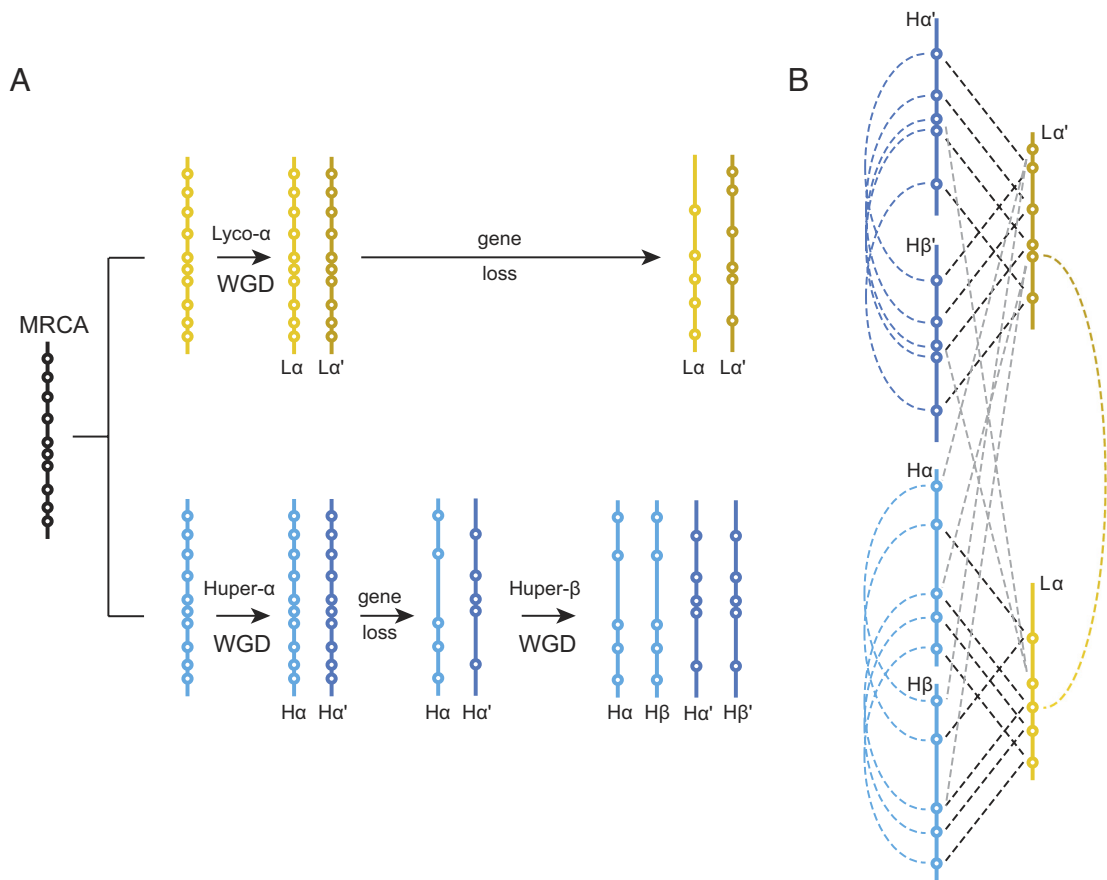 A
Lyco-α
WGD
Lα Lα'
gene
loss
Lα Lα'
MRCA
Huper-α
WGD
Hα Hα'
gene
loss
Hα Hα'
Huper-β
WGD
Hα Hβ Hα' Hβ'
B
Hα'
Lα'
Hβ'
Hα
Lα
Hβ